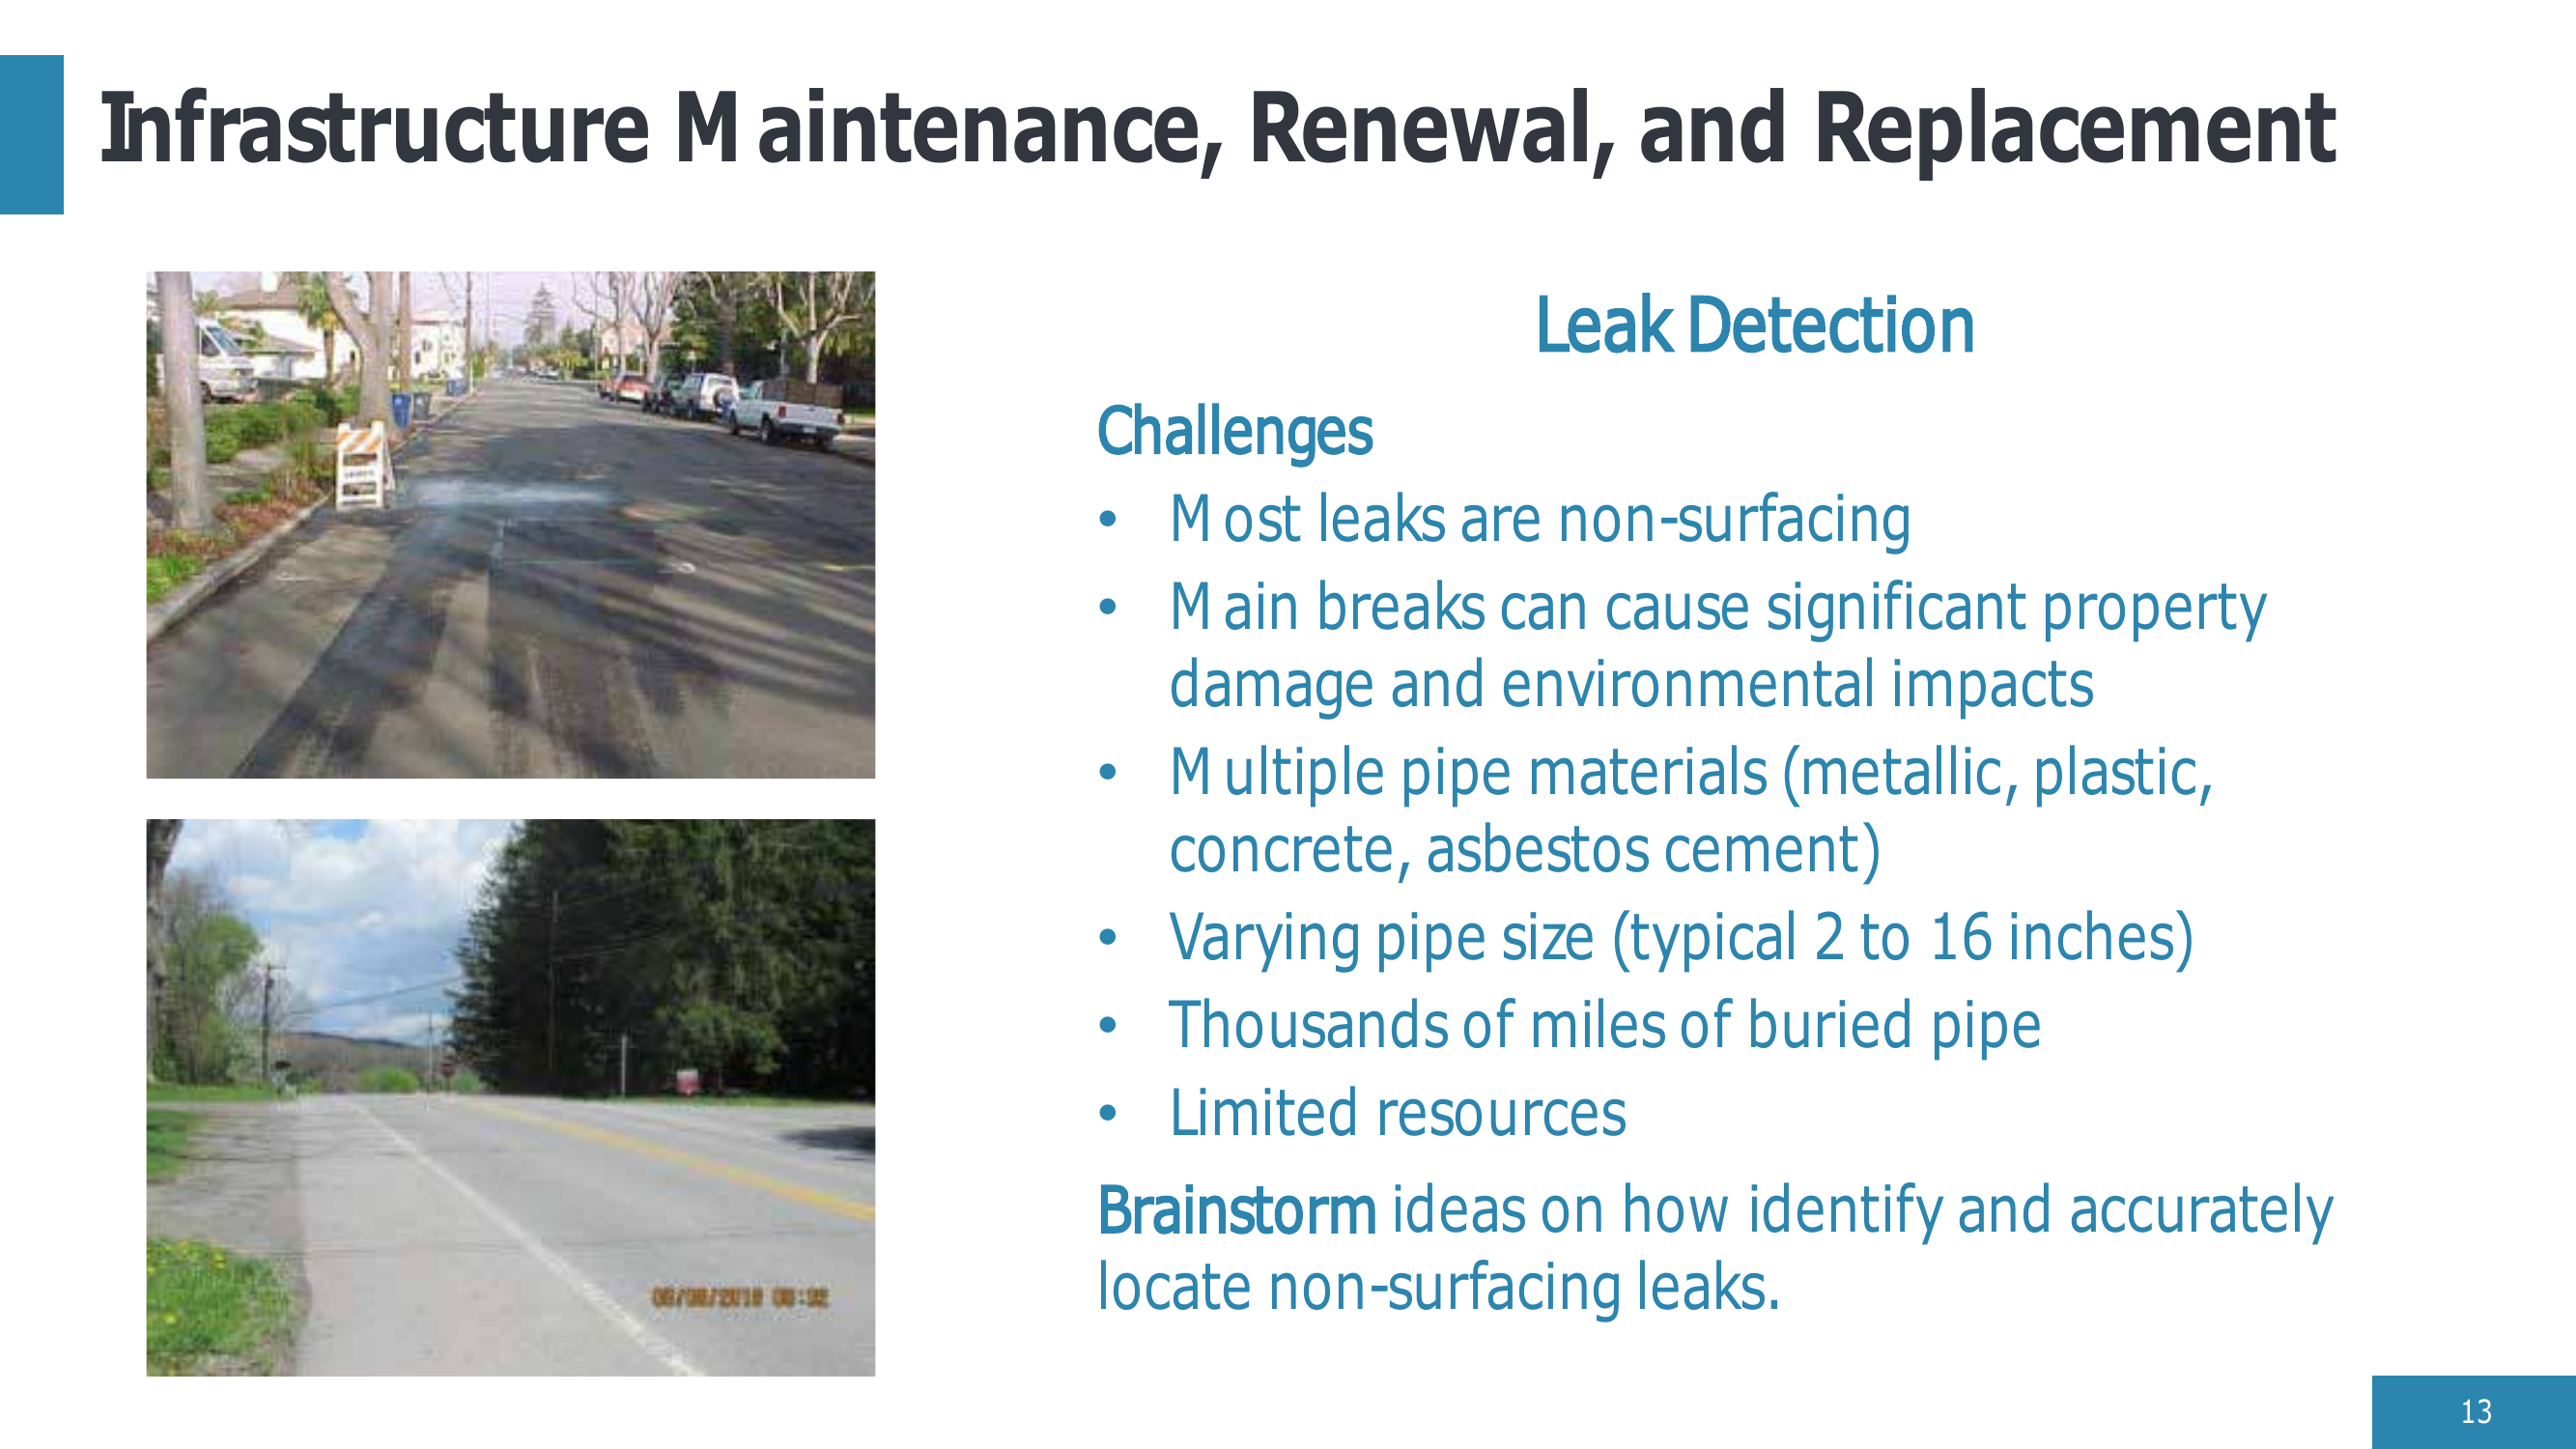 Infrastructure Maintenance, Renewal, and Replacement
Leak Detection
Challenges
• Most leaks are non-surfacing
• Main breaks can cause significant property
damage and environmental impacts
• Multiple pipe materials (metallic, plastic,
concrete, asbestos cement)
• Varying pipe size (typical 2 to 16 inches)
• Thousands of miles of buried pipe
• Limited resources
Brainstorm ideas on how identify and accurately
locate non-surfacing leaks.
13